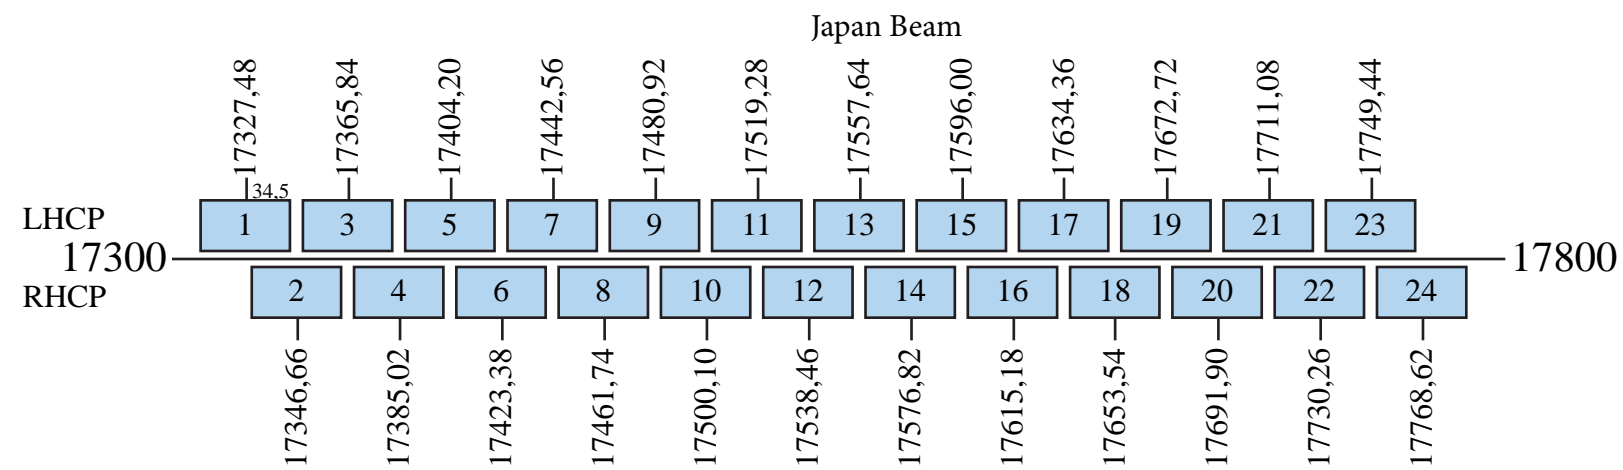 Japan Beam
17327,48 17365,84 17404,20 17442,56 17480,92 17519,28 17557,64 17596,00 17634,36 17672,72 17711,08 17749,44
34,5
LHCP 1 3 5 7 9 11 13 15 17 19 21 23
17300 17800
RHCP 2 4 6 8 10 12 14 16 18 20 22 24
17346,66 17385,02 17423,38 17461,74 17500,10 17538,46 17576,82 17615,18 17653,54 17691,90 17730,26 17768,62